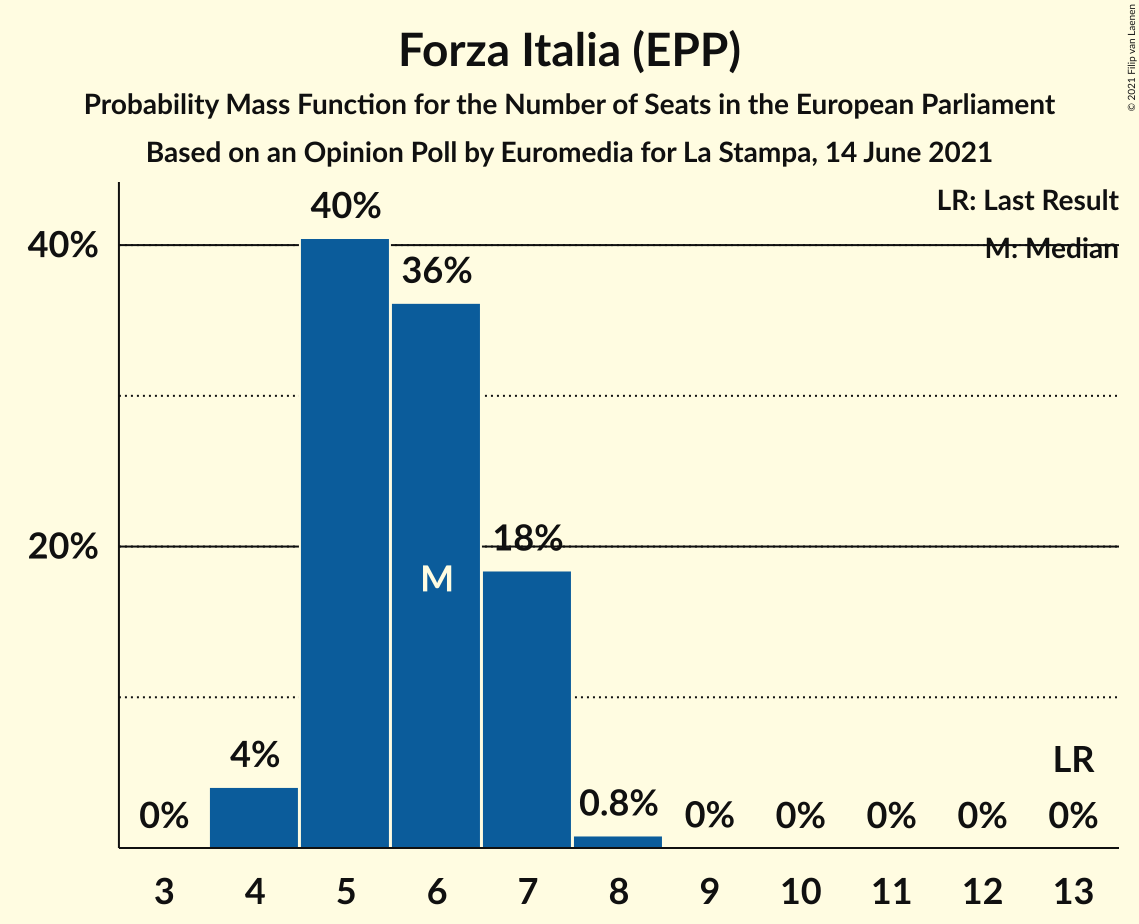 Forza Italia (EPP)
Probability Mass Function for the Number of Seats in the European Parliament
Based on an Opinion Poll by Euromedia for La Stampa, 14 June 2021
© 2021 Filip van Laenen
LR: Last Result
M: Median
40%
20%
0%
4%
40%
36%
M
18%
0.8%
0%
0%
0%
0%
LR
0%
3 4 5 6 7 8 9 10 11 12 13